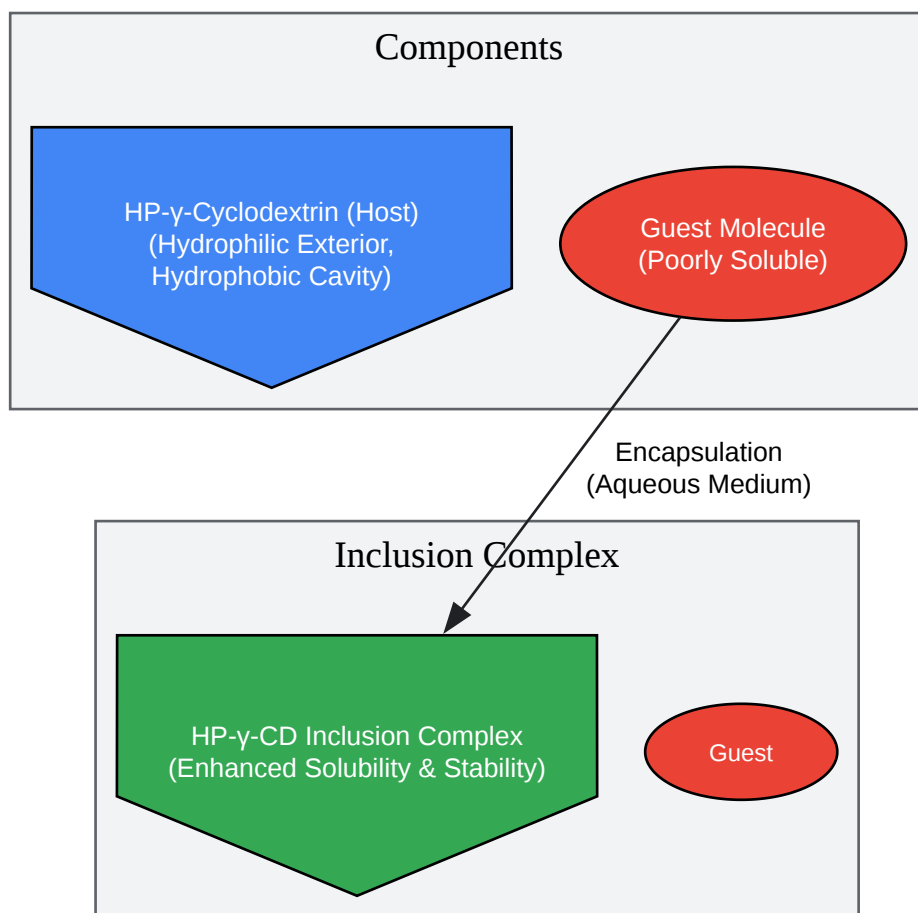 Components
HP-γ-Cyclodextrin (Host)
(Hydrophilic Exterior,
Hydrophobic Cavity)
Guest Molecule
(Poorly Soluble)
Encapsulation
(Aqueous Medium)
Inclusion Complex
HP-γ-CD Inclusion Complex
(Enhanced Solubility & Stability)
Guest